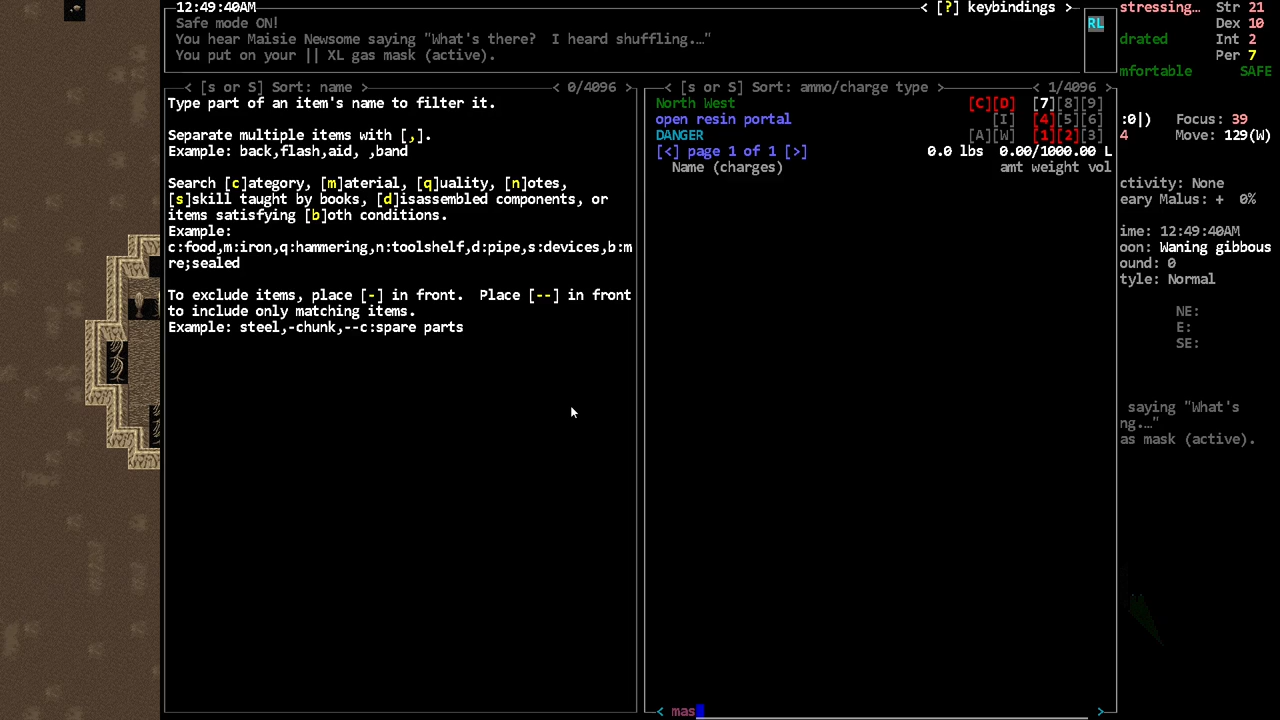 12:49:40AM
< [?] keybindings >
Safe mode ON!
You hear Maisie Newsome saying "What's there?  I heard shuffling…"
You put on your || XL gas mask (active).
RL
stressing… Str 21
Dex 10
drated Int 2
Per 7
mfortable SAFE
< [s or S] Sort: name > < 0/4096 >
Type part of an item's name to filter it.
Separate multiple items with [,].
Example: back,flash,aid, ,band
Search [c]ategory, [m]aterial, [q]uality, [n]otes,
[s]skill taught by books, [d]isassembled components, or
items satisfying [b]oth conditions.
Example:
c:food,m:iron,q:hammering,n:toolshelf,d:pipe,s:devices,b:m
re;sealed
To exclude items, place [-] in front.  Place [--] in front
to include only matching items.
Example: steel,-chunk,--c:spare parts
< [s or S] Sort: ammo/charge type > < 1/4096 >
North West [C][D] [7][8][9]
open resin portal [I] [4][5][6]
DANGER [A][W] [1][2][3]
[<] page 1 of 1 [>] 0.0 lbs 0.00/1000.00 L
Name (charges) amt weight vol
< mas >
:0|) Focus: 39
4 Move: 129(W)
ctivity: None
eary Malus: + 0%
ime: 12:49:40AM
oon: Waning gibbous
ound: 0
tyle: Normal
NE:
E:
SE:
saying "What's
ng.…"
as mask (active).